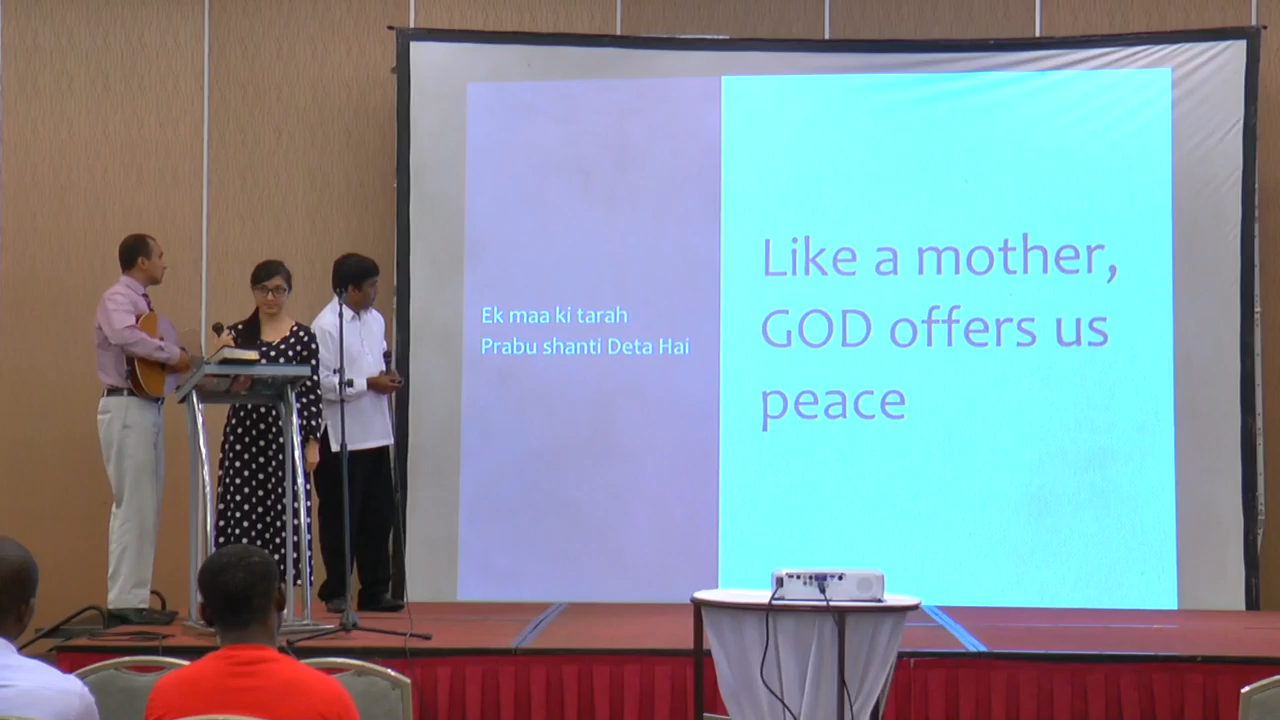 Ek maa ki tarah
Prabu shanti Deta Hai
Like a mother,
GOD offers us
peace